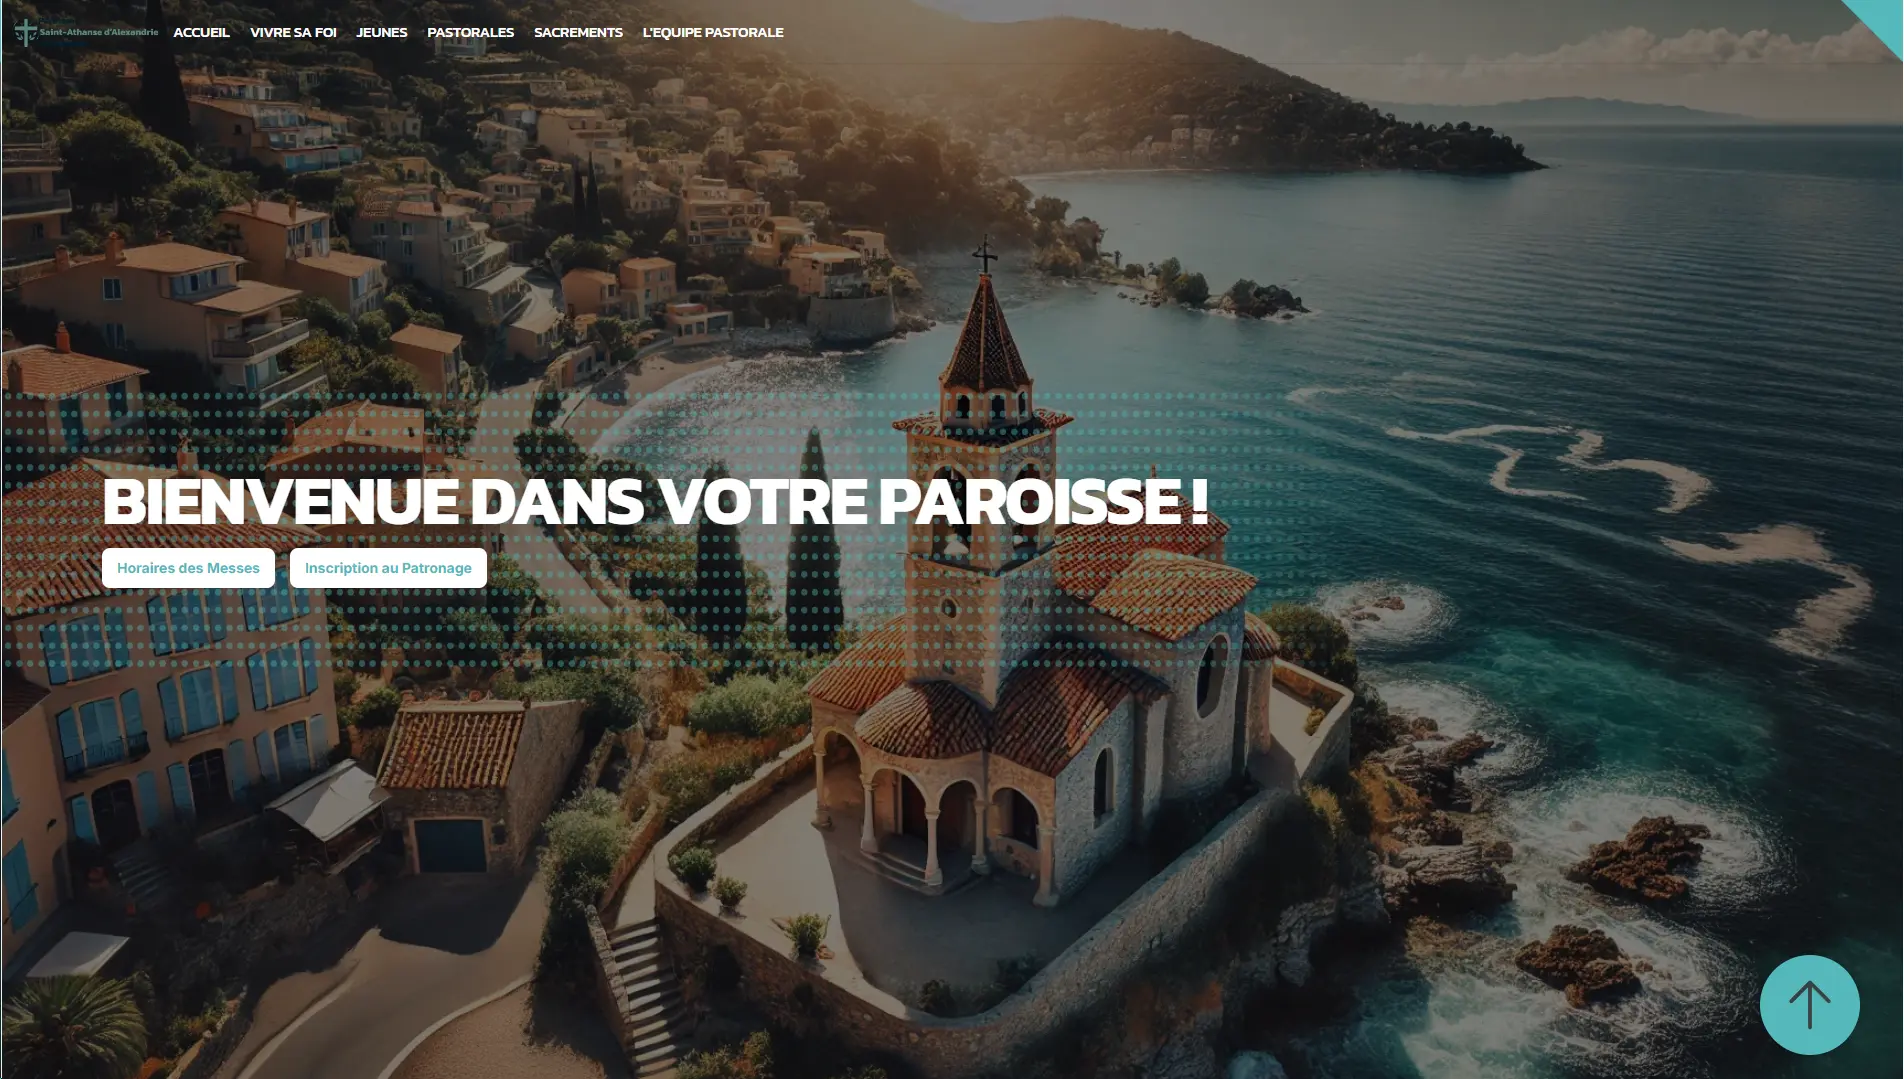 Saint-Athanse d'Alexandrie
ACCUEIL
VIVRE SA FOI
JEUNES
PASTORALES
SACREMENTS
L'EQUIPE PASTORALE
BIENVENUE DANS VOTRE PAROISSE !
Horaires des Messes
Inscription au Patronage